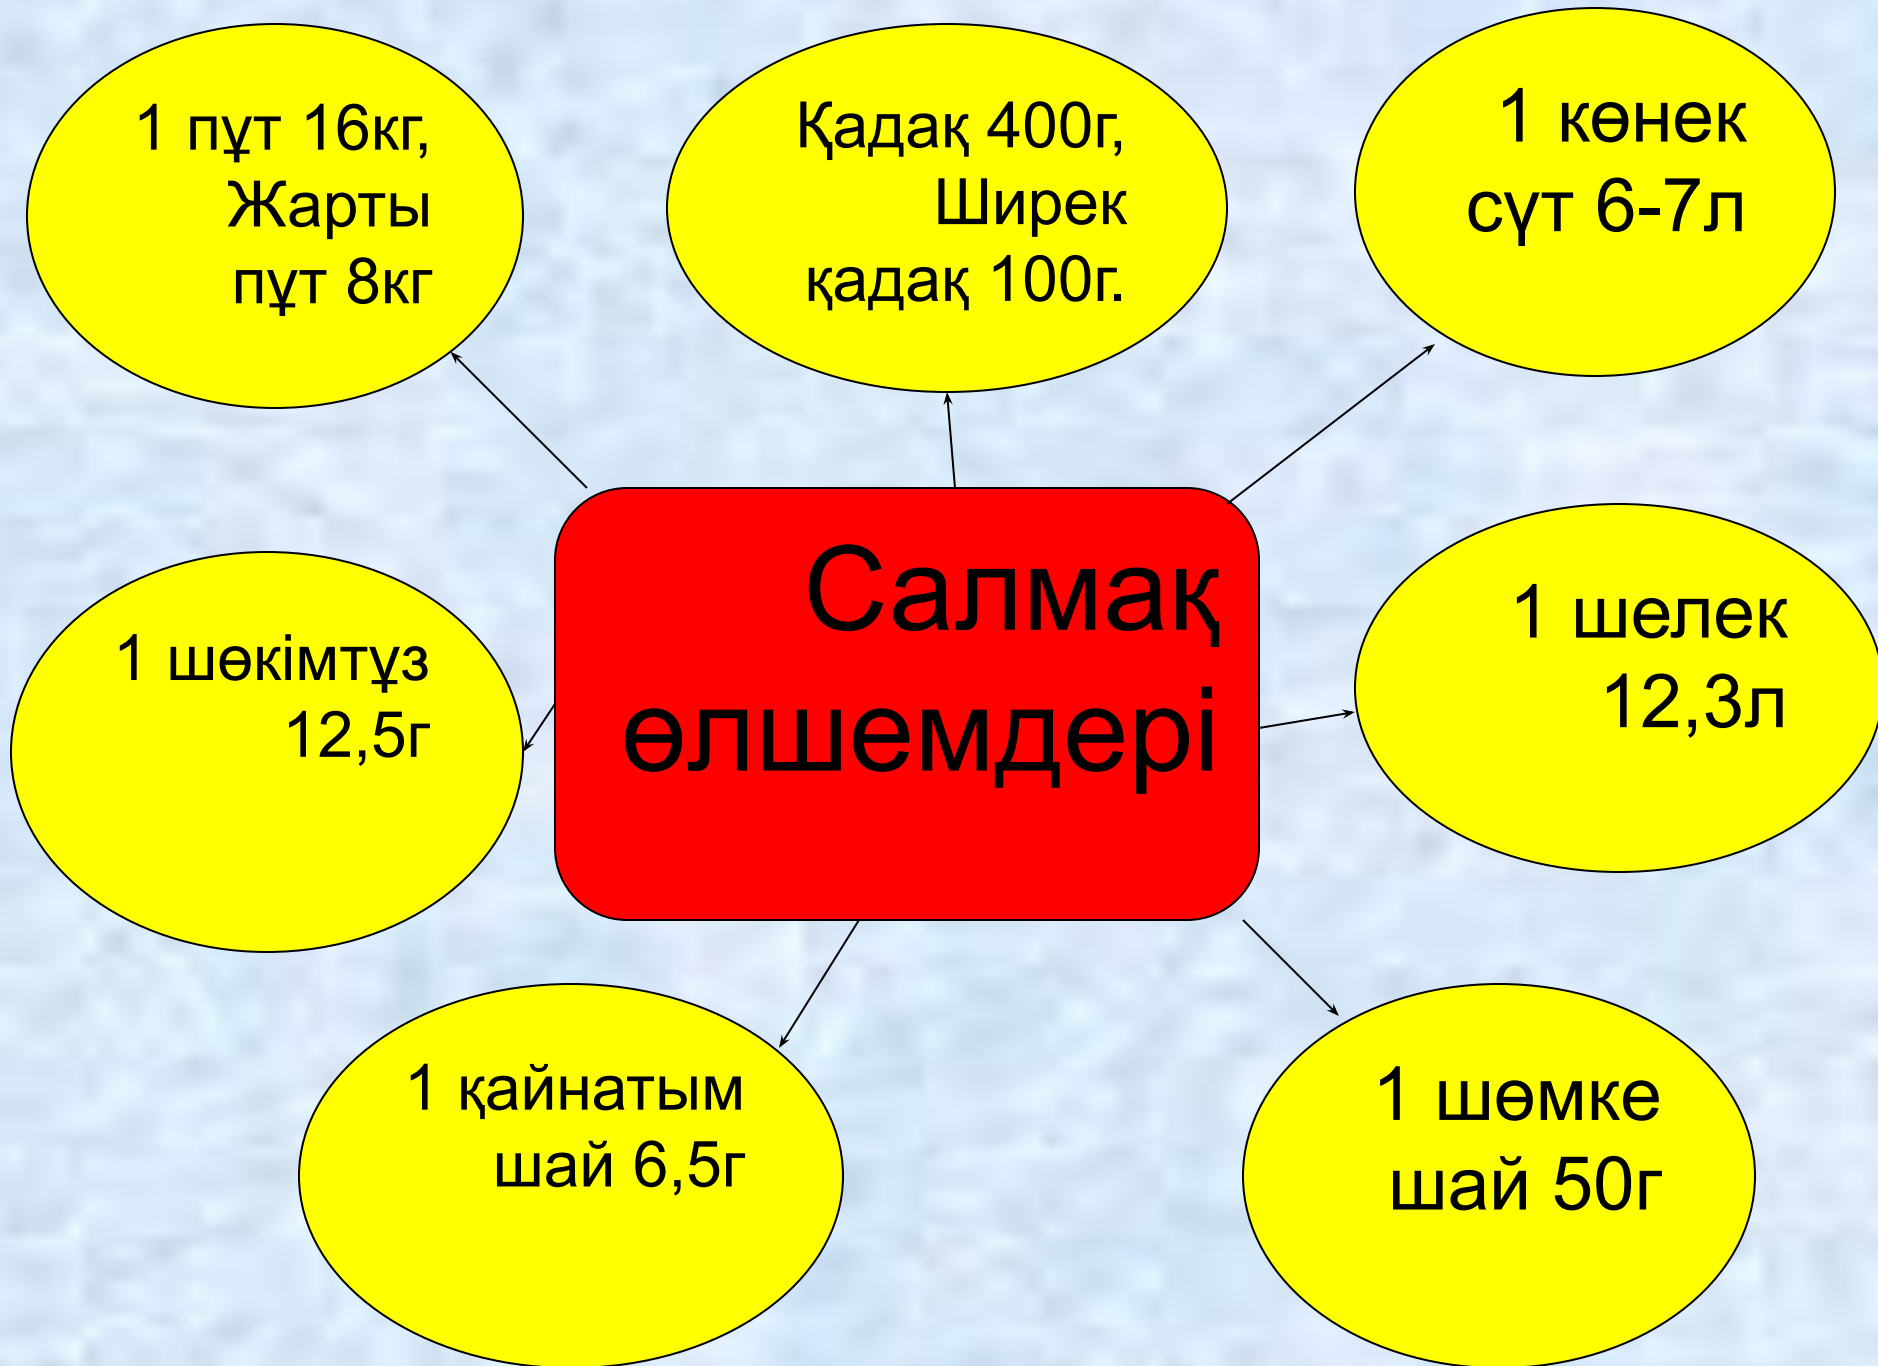 1 пұт 16кг,
Жарты
пұт 8кг
Қадақ 400г,
Ширек
қадақ 100г.
1 көнек
сүт 6-7л
1 шөкімтұз
12,5г
Салмақ
өлшемдері
1 шелек
12,3л
1 қайнатым
шай 6,5г
1 шөмке
шай 50г